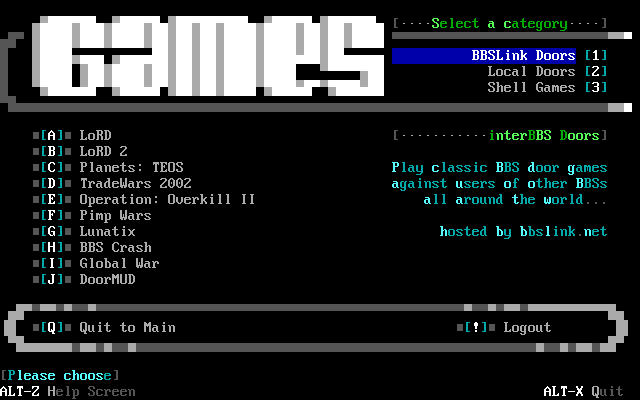 games
[····Select a category····]
BBSLink Doors [1]
Local Doors [2]
Shell Games [3]
[···········interBBS Doors]
[A] LoRD
[B] LoRD 2
[C] Planets: TEOS
[D] TradeWars 2002
[E] Operation: Overkill II
[F] Pimp Wars
[G] Lunatix
[H] BBS Crash
[I] Global War
[J] DoorMUD
Play classic BBS door games
against users of other BBSs
all around the world...
hosted by bbslink.net
[Q] Quit to Main
[!] Logout
[Please choose]
ALT-Z Help Screen
ALT-X Quit